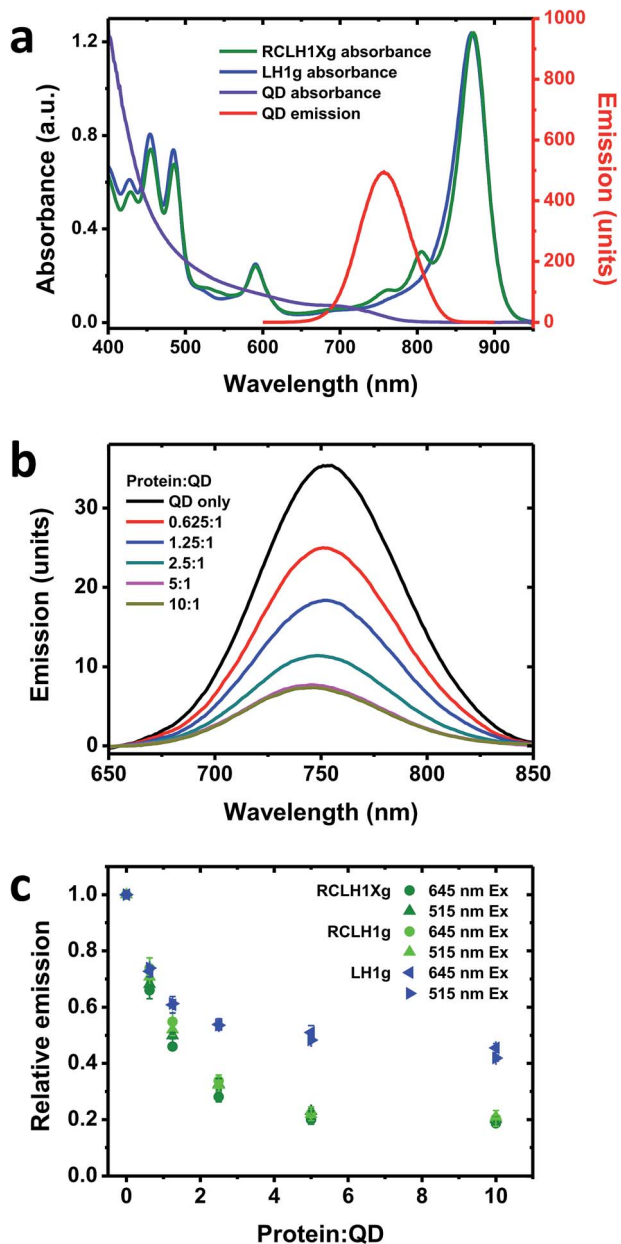 a
RCLH1Xg absorbance
LH1g absorbance
QD absorbance
QD emission
Absorbance (a.u.)
1.2
0.8
0.4
0.0
Emission (units)
1000
800
600
400
200
0
400 500 600 700 800 900
Wavelength (nm)
b
Protein:QD
QD only
0.625:1
1.25:1
2.5:1
5:1
10:1
Emission (units)
30
20
10
0
650 700 750 800 850
Wavelength (nm)
c
RCLH1Xg 645 nm Ex
515 nm Ex
RCLH1g 645 nm Ex
515 nm Ex
LH1g 645 nm Ex
515 nm Ex
Relative emission
1.0
0.8
0.6
0.4
0.2
0.0
0 2 4 6 8 10
Protein:QD